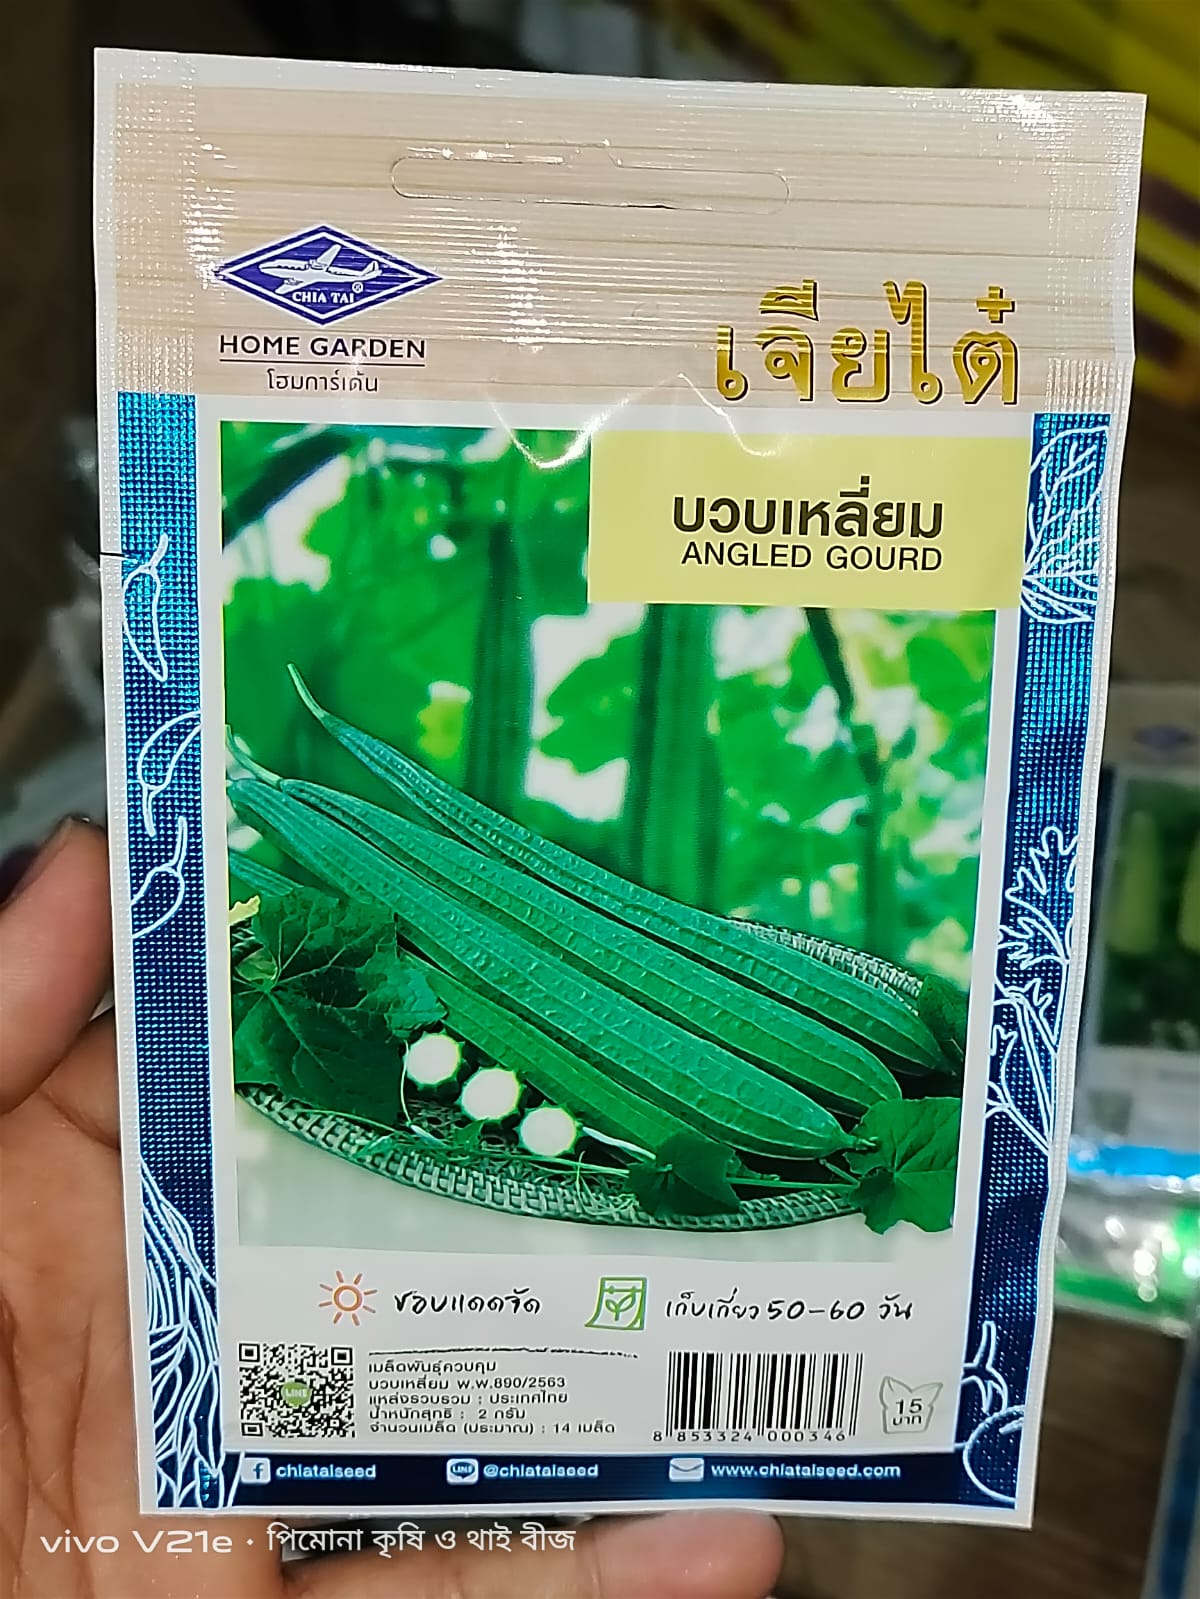 CHIA TAI ®
HOME GARDEN
โฮมการ์เด้น
เจียไต๋
บวบเหลี่ยม
ANGLED GOURD
ชอบแดดจัด
เก็บเกี่ยว 50-60 วัน
LINE
เมล็ดพันธุ์ควบคุม
บวบเหลี่ยม พ.พ.890/2563
แหล่งรวบรวม : ประเทศไทย
น้ำหนักสุทธิ : 2 กรัม
จำนวนเมล็ด (ประมาณ) : 14 เมล็ด
8 853324 000346
15
บาท
f chiataiseed
LINE @chiataiseed
www.chiataiseed.com
vivo V21e · পিমোনা কৃষি ও থাই বীজ